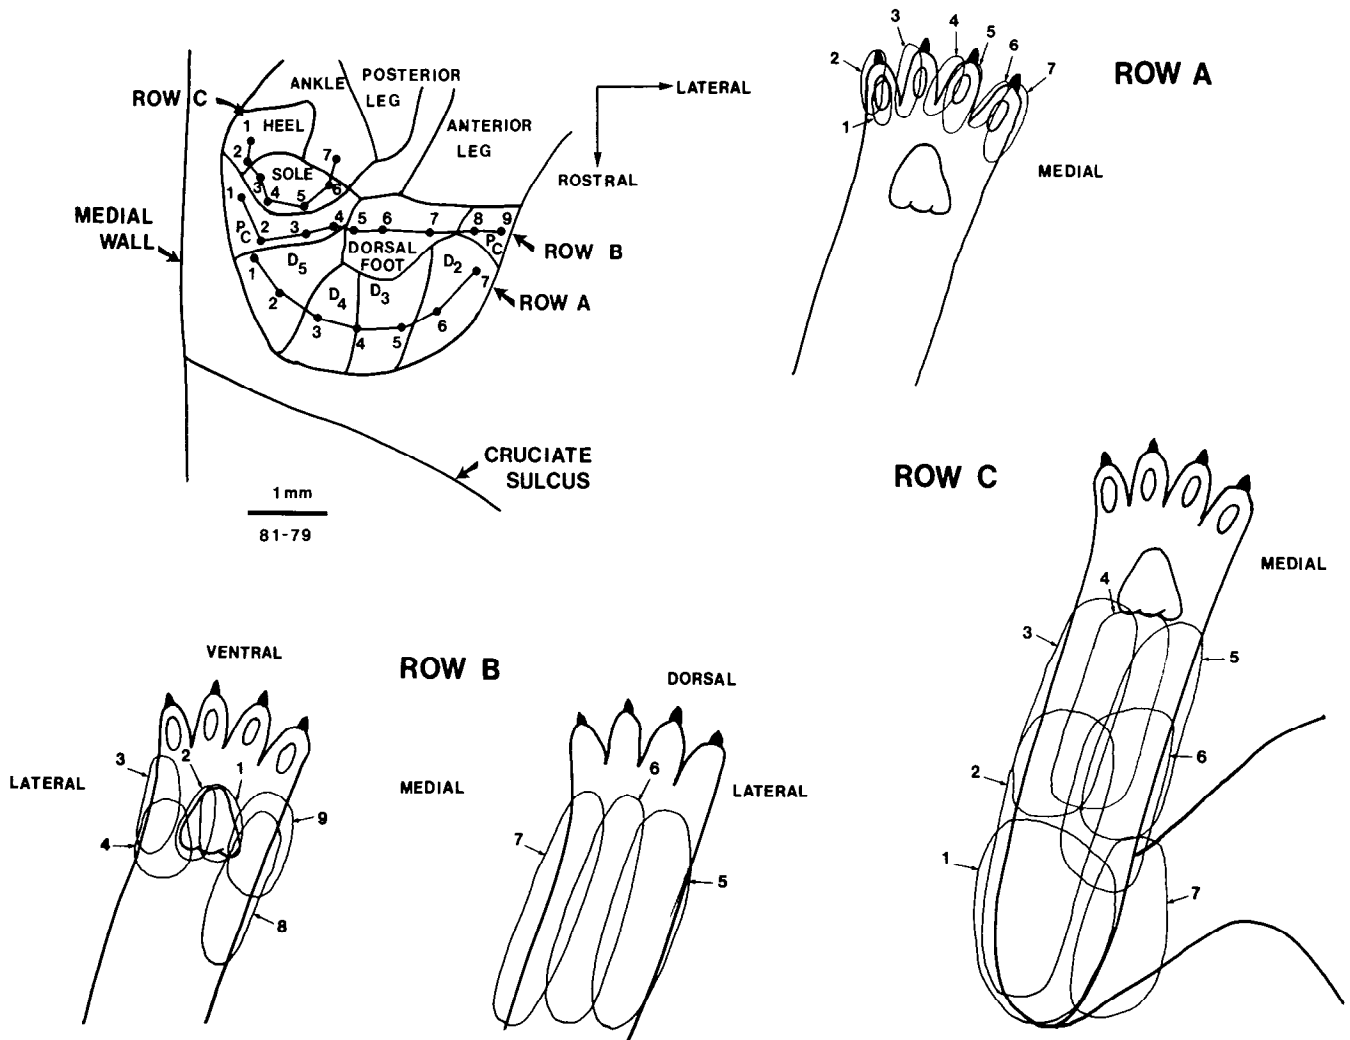 ROW C
ANKLE
POSTERIOR
LEG
ANTERIOR
LEG
LATERAL
ROSTRAL
HEEL
SOLE
1
2
3
4
5
6
7
MEDIAL
WALL
1
2
3
4
5
6
7
8
9
PC
DORSAL
FOOT
PC
ROW B
D5
D4
D3
D2
1
2
3
4
5
6
7
ROW A
CRUCIATE
SULCUS
1 mm
81-79
3
4
5
6
7
2
1
ROW A
MEDIAL
ROW C
MEDIAL
4
3
5
2
6
1
7
VENTRAL
ROW B
DORSAL
LATERAL
3
2
1
4
9
8
MEDIAL
LATERAL
6
7
5